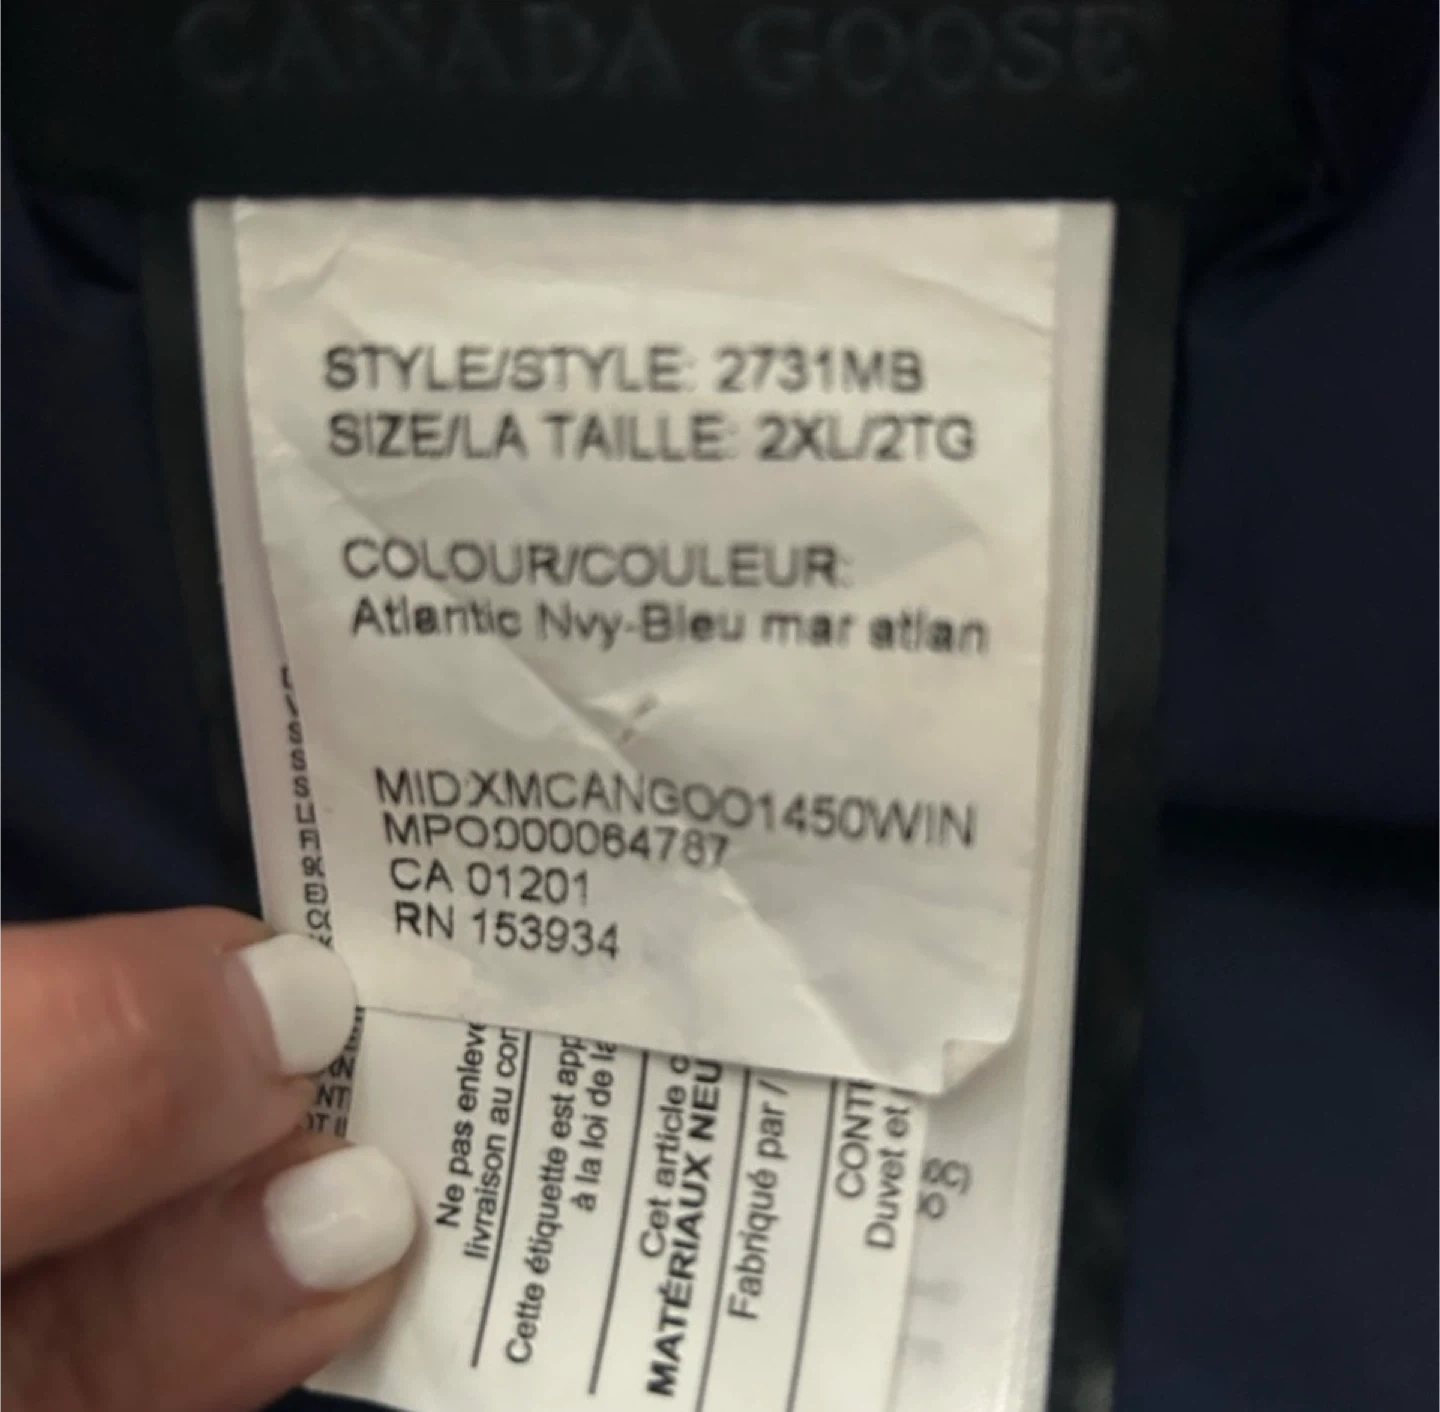 CANADA GOOSE
STYLE/STYLE: 2731MB
SIZE/LA TAILLE: 2XL/2TG
COLOUR/COULEUR:
Atlantic Nvy-Bleu mar atlan
MID:XMCANGOO1450WIN
MPO000064787
CA 01201
RN 153934
Ne pas enleve
livraison au con
Cette étiquette est app
à la loi de la
Cet article c
MATÉRIAUX NEU
Fabriqué par /
CONT
Duvet et